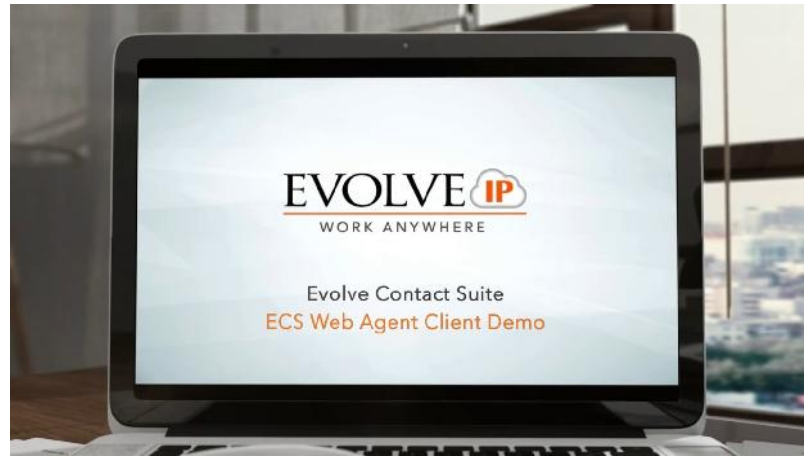 EVOLVE IP
WORK ANYWHERE
Evolve Contact Suite
ECS Web Agent Client Demo